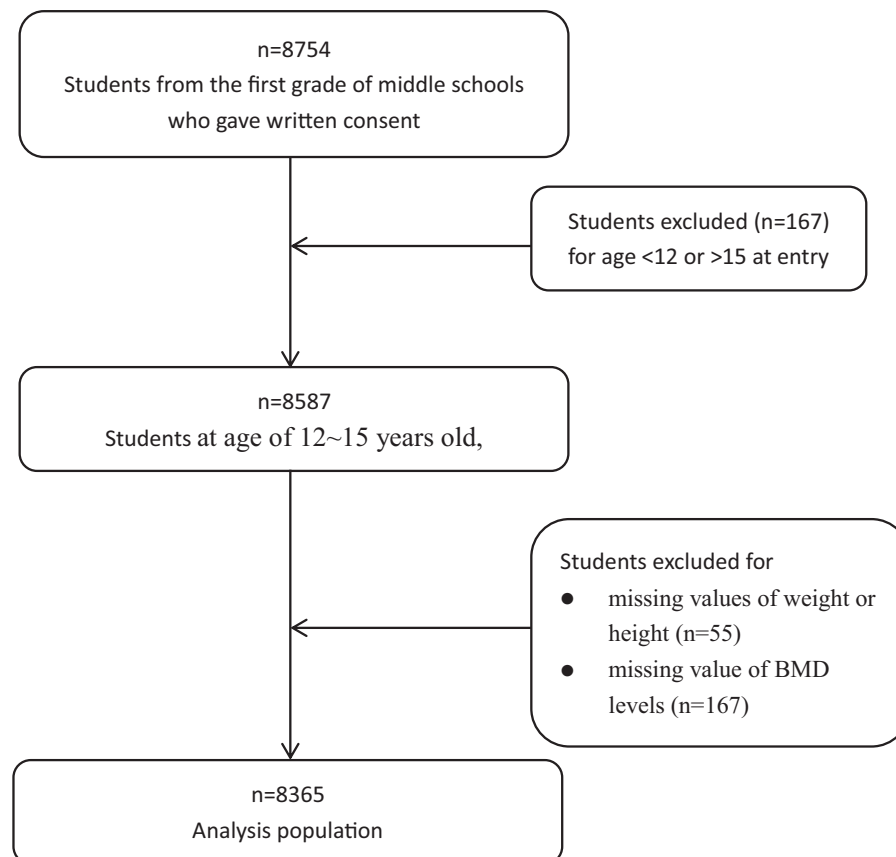 n=8754
Students from the first grade of middle schools
who gave written consent
Students excluded (n=167)
for age <12 or >15 at entry
n=8587
Students at age of 12~15 years old,
Students excluded for
● missing values of weight or
height (n=55)
● missing value of BMD
levels (n=167)
n=8365
Analysis population